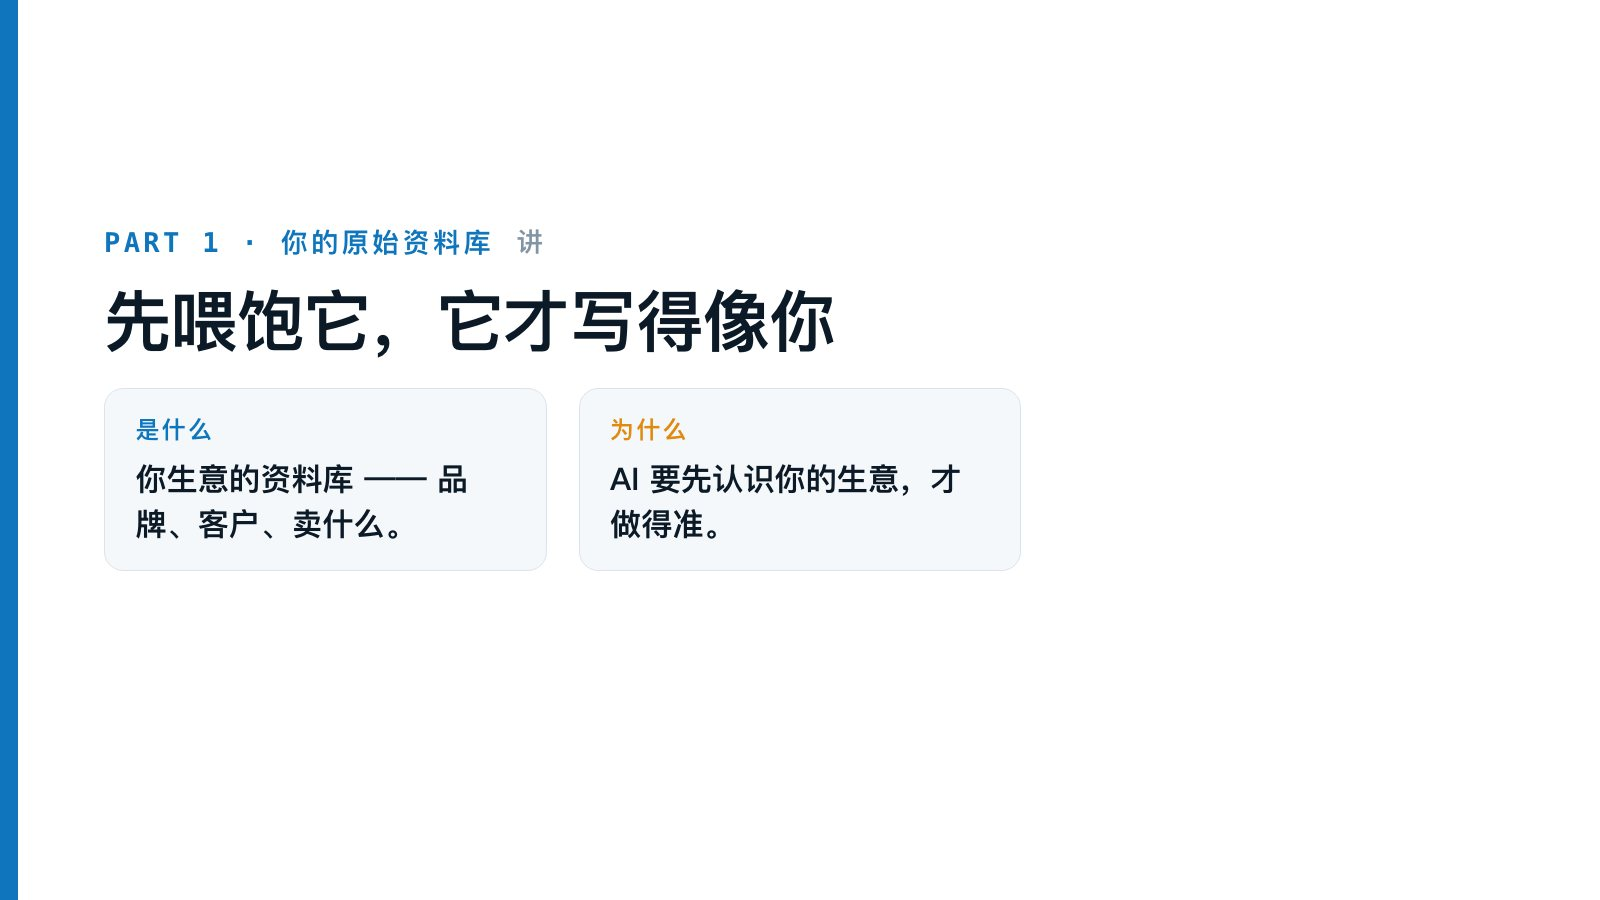 PART 1 · 你的原始资料库 讲
先喂饱它，它才写得像你
是什么
你生意的资料库 —— 品
牌、客户、卖什么。
为什么
AI 要先认识你的生意，才
做得准。